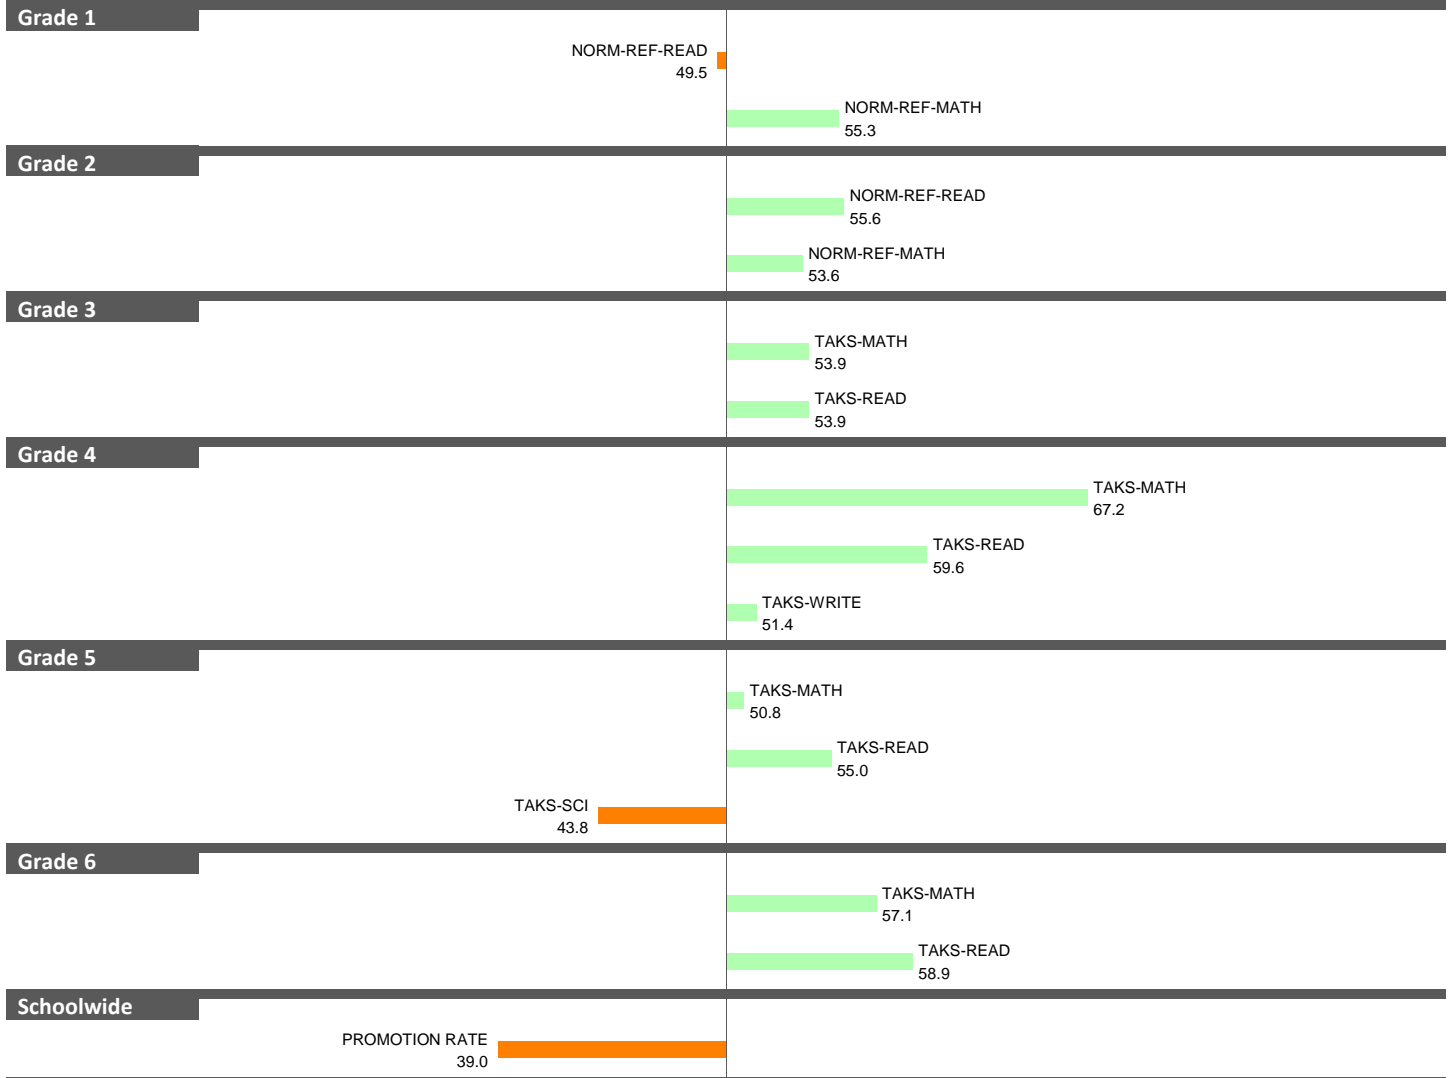 Grade 1
NORM-REF-READ
49.5
NORM-REF-MATH
55.3
Grade 2
NORM-REF-READ
55.6
NORM-REF-MATH
53.6
Grade 3
TAKS-MATH
53.9
TAKS-READ
53.9
Grade 4
TAKS-MATH
67.2
TAKS-READ
59.6
TAKS-WRITE
51.4
Grade 5
TAKS-MATH
50.8
TAKS-READ
55.0
TAKS-SCI
43.8
Grade 6
TAKS-MATH
57.1
TAKS-READ
58.9
Schoolwide
PROMOTION RATE
39.0